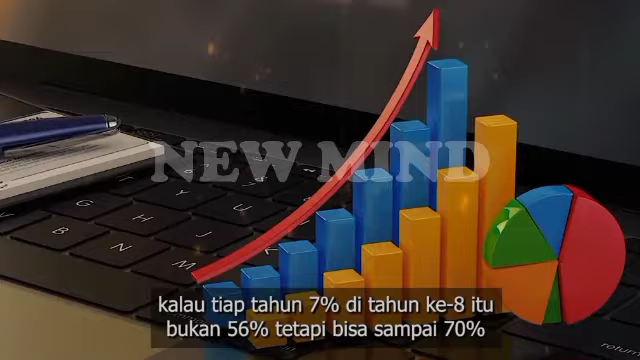 NEW MIND
kalau tiap tahun 7% di tahun ke-8 itu
bukan 56% tetapi bisa sampai 70%
B
N
M
H
J
K
Y
U
I